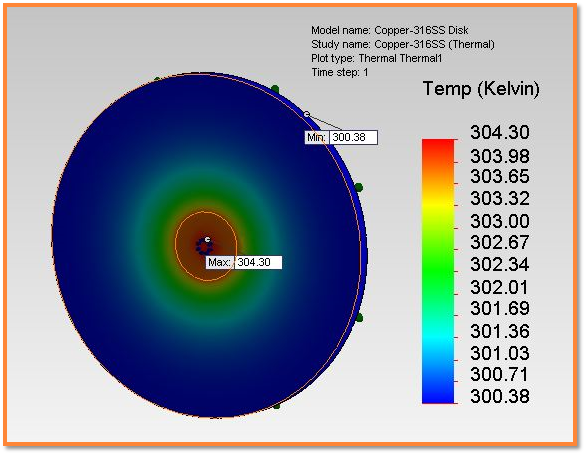 Model name: Copper-316SS Disk
Study name: Copper-316SS (Thermal)
Plot type: Thermal Thermal1
Time step: 1
Temp (Kelvin)
Min: 300.38
Max: 304.30
304.30
303.98
303.65
303.32
303.00
302.67
302.34
302.01
301.69
301.36
301.03
300.71
300.38